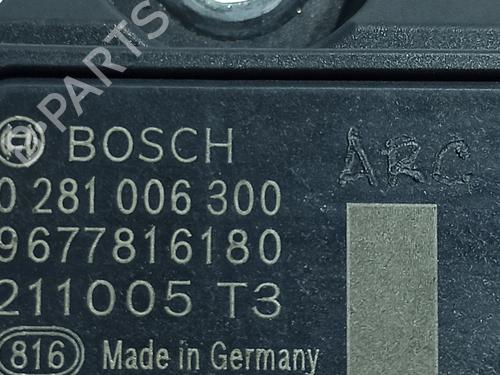 BOSCH
ARC
0 281 006 300
9677816180
211005 T3
816 Made in Germany
B-PARTS